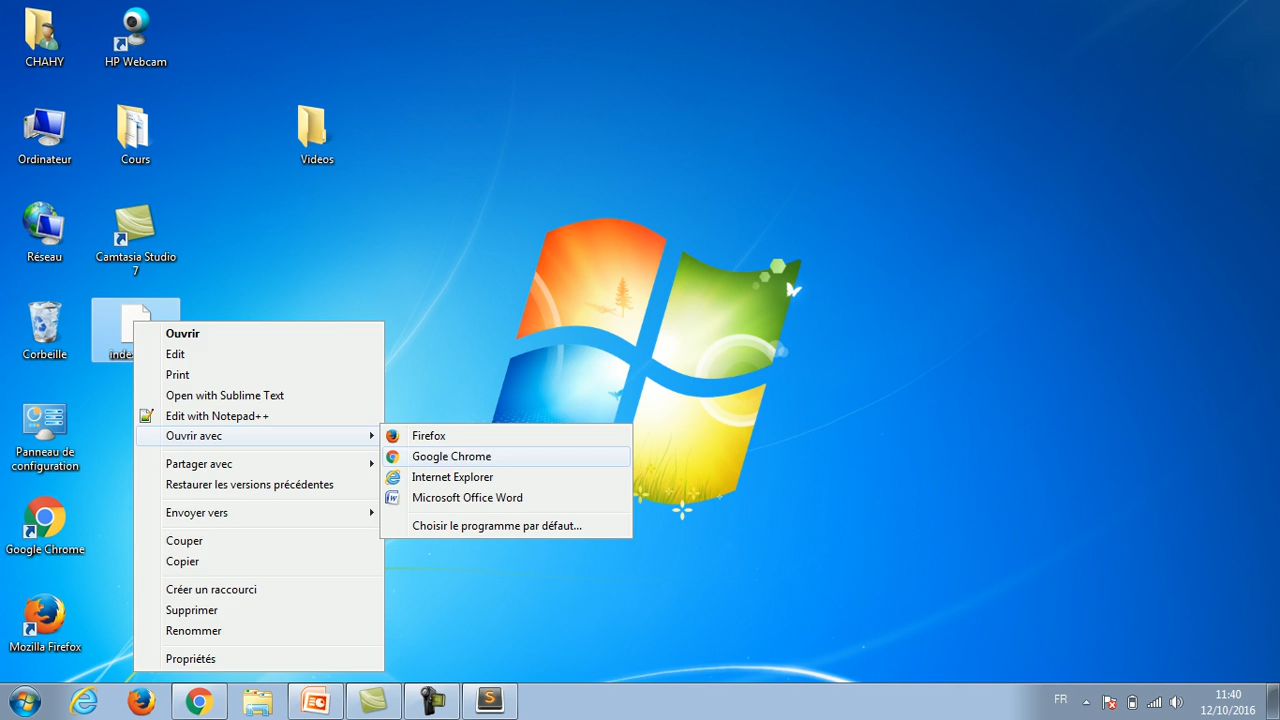 CHAHY
HP Webcam
Ordinateur
Cours
Videos
Réseau
Camtasia Studio
7
Corbeille
Panneau de
configuration
Google Chrome
Mozilla Firefox
Ouvrir
Edit
Print
Open with Sublime Text
Edit with Notepad++
Ouvrir avec
Partager avec
Restaurer les versions précédentes
Envoyer vers
Couper
Copier
Créer un raccourci
Supprimer
Renommer
Propriétés
Firefox
Google Chrome
Internet Explorer
Microsoft Office Word
Choisir le programme par défaut...
FR
11:40
12/10/2016